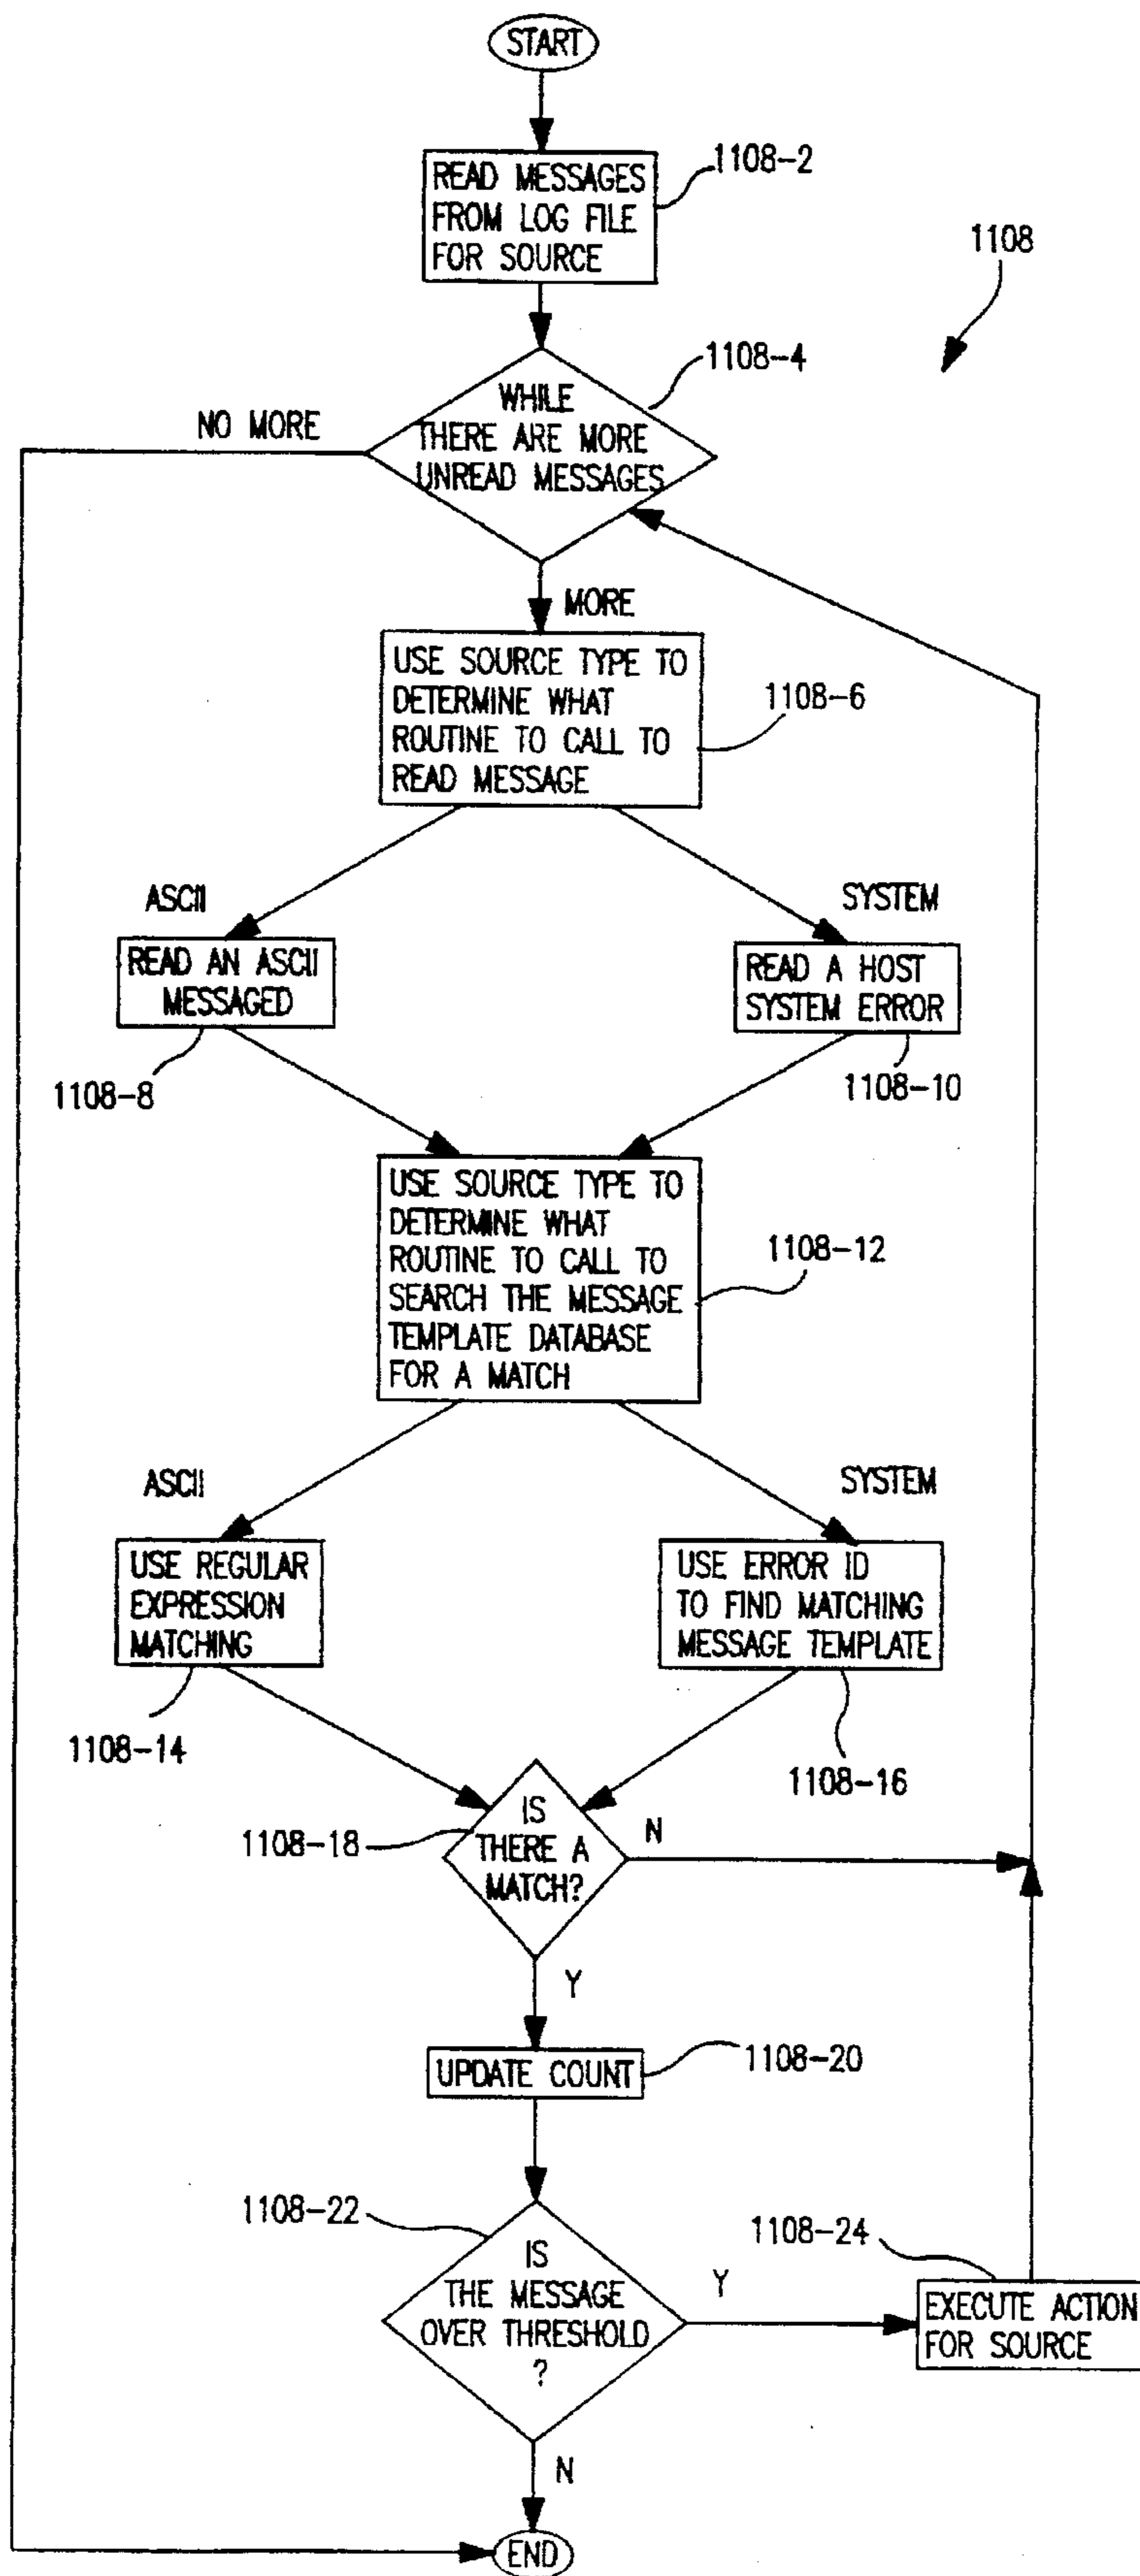 START
READ MESSAGES
FROM LOG FILE
FOR SOURCE
1108-2
1108
WHILE
THERE ARE MORE
UNREAD MESSAGES
1108-4
NO MORE
MORE
USE SOURCE TYPE TO
DETERMINE WHAT
ROUTINE TO CALL TO
READ MESSAGE
1108-6
ASCII
SYSTEM
READ AN ASCII
MESSAGED
READ A HOST
SYSTEM ERROR
1108-8
1108-10
USE SOURCE TYPE TO
DETERMINE WHAT
ROUTINE TO CALL TO
SEARCH THE MESSAGE
TEMPLATE DATABASE
FOR A MATCH
1108-12
ASCII
SYSTEM
USE REGULAR
EXPRESSION
MATCHING
USE ERROR ID
TO FIND MATCHING
MESSAGE TEMPLATE
1108-14
1108-16
1108-18
IS
THERE A
MATCH?
N
Y
UPDATE COUNT
1108-20
1108-22
IS
THE MESSAGE
OVER THRESHOLD
?
Y
1108-24
EXECUTE ACTION
FOR SOURCE
N
END